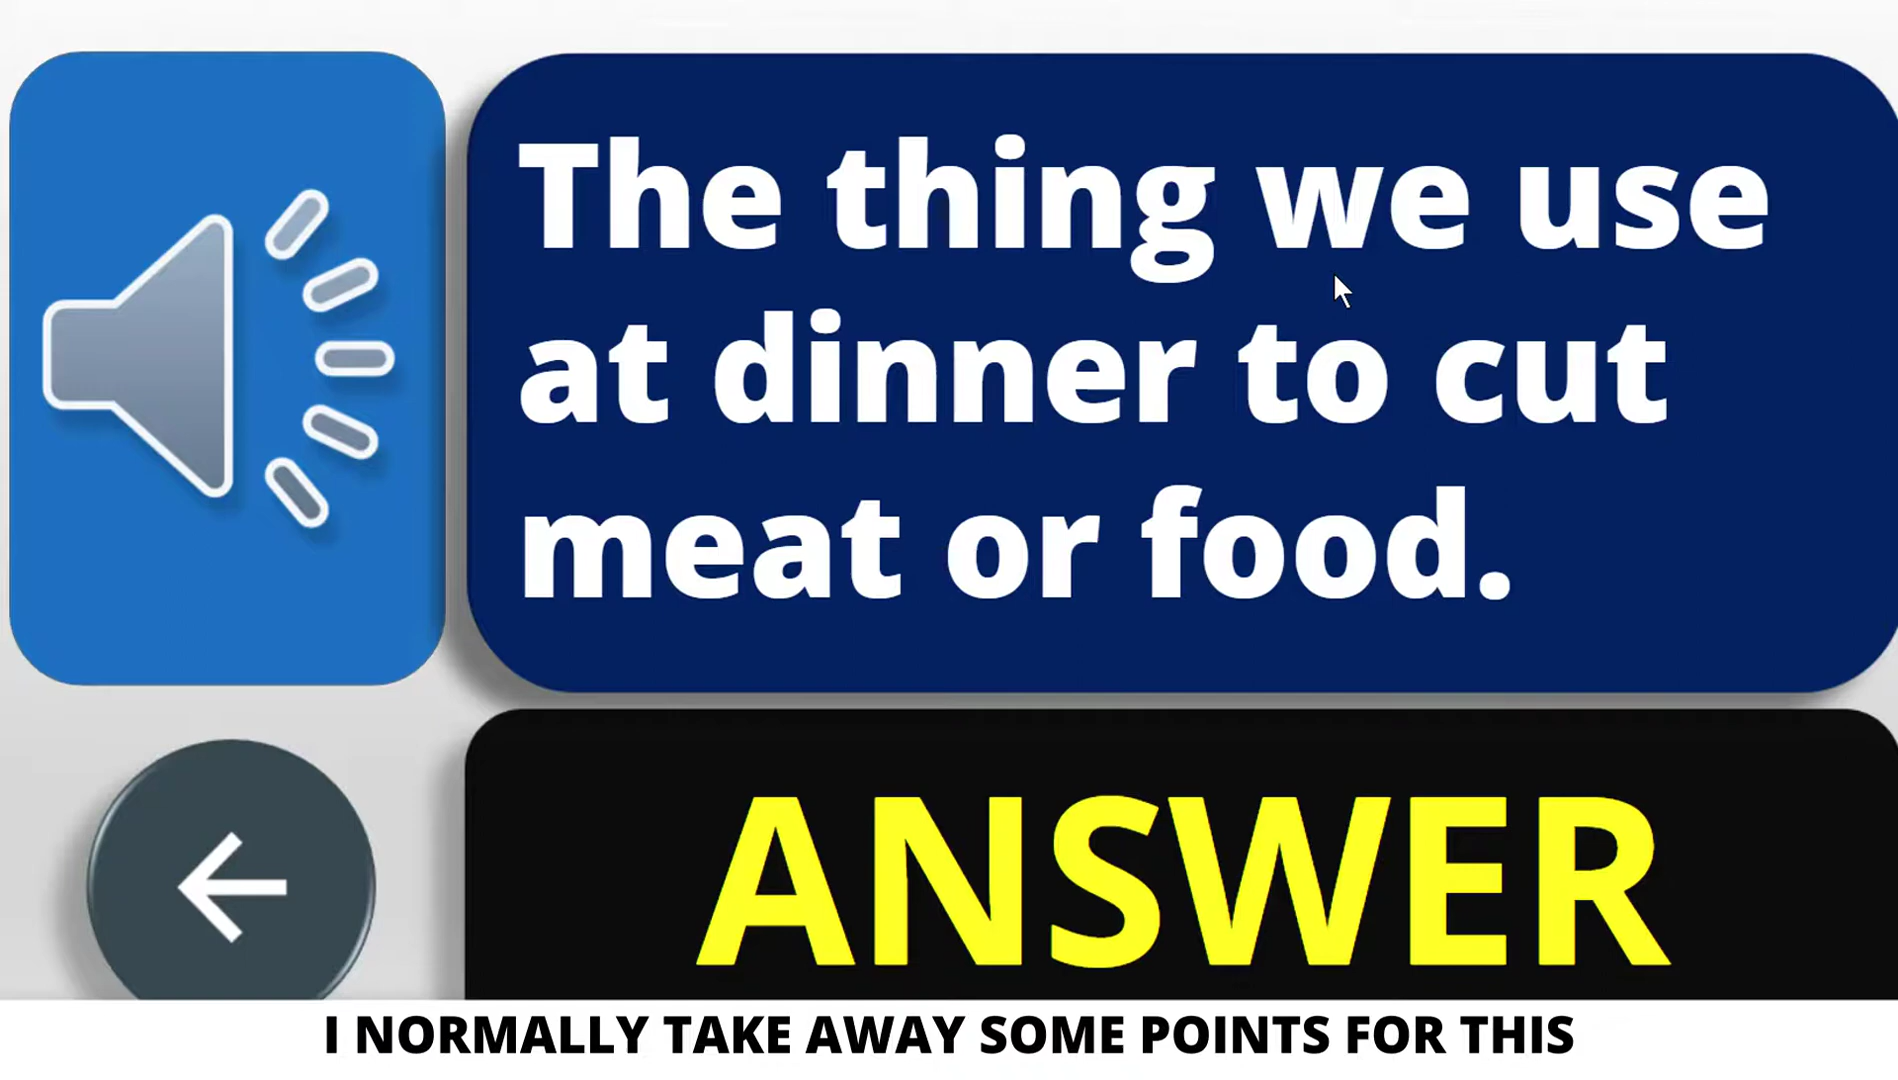 The thing we use
at dinner to cut
meat or food.
ANSWER
I NORMALLY TAKE AWAY SOME POINTS FOR THIS